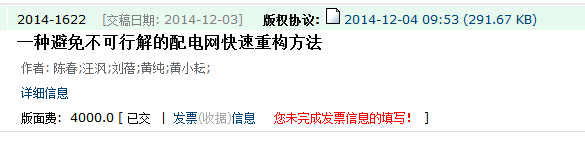 2014-1622 [交稿日期: 2014-12-03] 版权协议: 2014-12-04 09:53 (291.67 KB)
一种避免不可行解的配电网快速重构方法
作者: 陈春;汪沨;刘蓓;黄纯;黄小耘;
详细信息
版面费: 4000.0 [ 已交 | 发票(收据)信息 您未完成发票信息的填写! ]